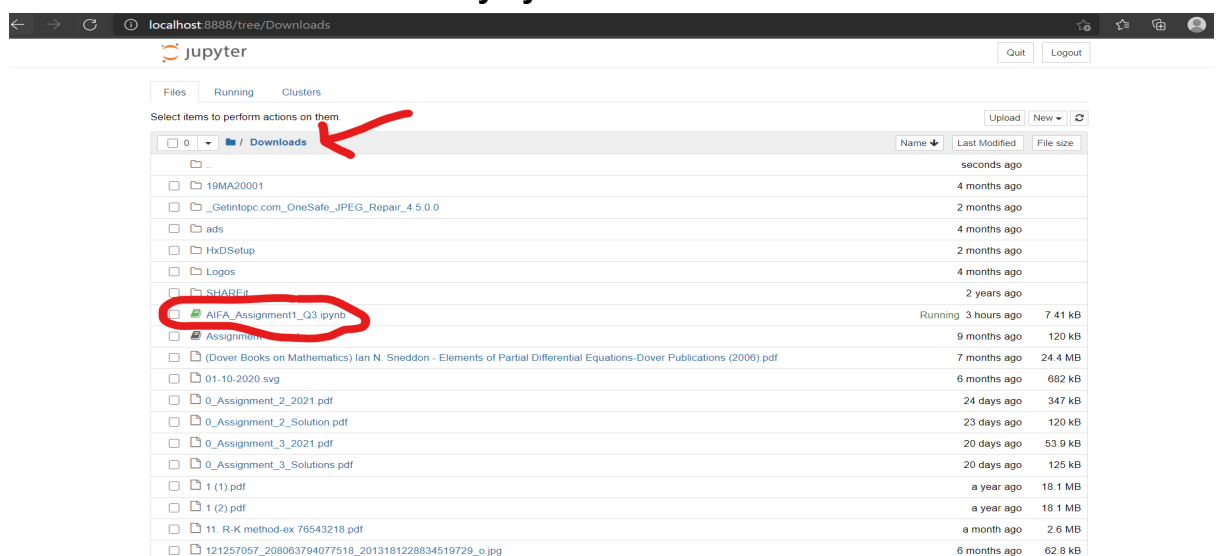 localhost:8888/tree/Downloads
jupyter
Quit Logout
Files Running Clusters
Select items to perform actions on them.
Upload New
0 / Downloads Name Last Modified File size
.. seconds ago
19MA20001 4 months ago
_Getintopc.com_OneSafe_JPEG_Repair_4.5.0.0 2 months ago
ads 4 months ago
HxDSetup 2 months ago
Logos 4 months ago
SHAREit 2 years ago
AIFA_Assignment1_Q3.ipynb Running 3 hours ago 7.41 kB
9 months ago 120 kB
(Dover Books on Mathematics) Ian N. Sneddon - Elements of Partial Differential Equations-Dover Publications (2006).pdf 7 months ago 24.4 MB
01-10-2020.svg 6 months ago 682 kB
0_Assignment_2_2021.pdf 24 days ago 347 kB
0_Assignment_2_Solution.pdf 23 days ago 120 kB
0_Assignment_3_2021.pdf 20 days ago 53.9 kB
0_Assignment_3_Solutions.pdf 20 days ago 125 kB
1 (1).pdf a year ago 18.1 MB
1 (2).pdf a year ago 18.1 MB
11. R-K method-ex 76543218.pdf a month ago 2.6 MB
121257057_208063794077518_2013181228834519729_o.jpg 6 months ago 62.8 kB